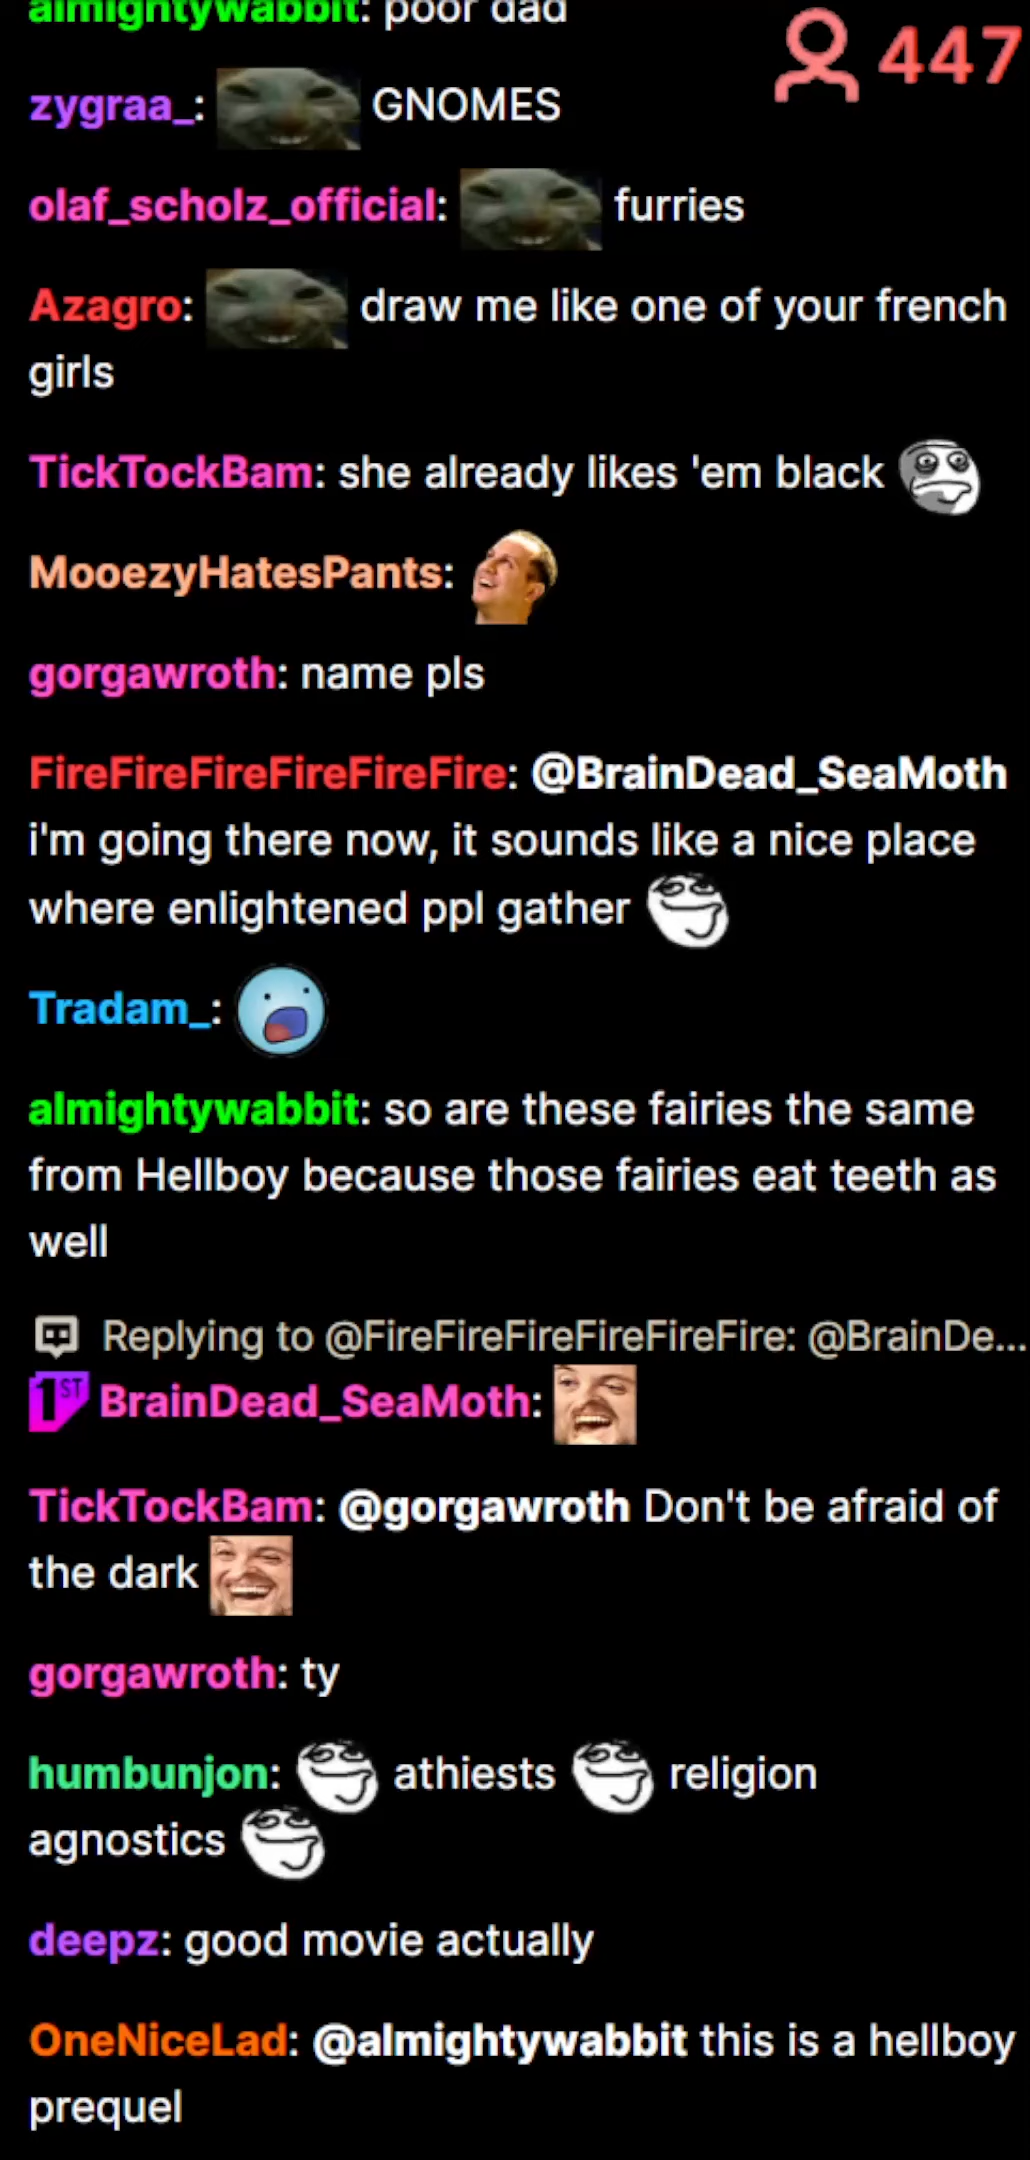 almightywabbit: poor dad
447
zygraa_: GNOMES
olaf_scholz_official: furries
Azagro: draw me like one of your french
girls
TickTockBam: she already likes 'em black
MooezyHatesPants:
gorgawroth: name pls
FireFireFireFireFireFire: @BrainDead_SeaMoth
i'm going there now, it sounds like a nice place
where enlightened ppl gather
Tradam_:
almightywabbit: so are these fairies the same
from Hellboy because those fairies eat teeth as
well
Replying to @FireFireFireFireFireFire: @BrainDe...
1ST BrainDead_SeaMoth:
TickTockBam: @gorgawroth Don't be afraid of
the dark
gorgawroth: ty
humbunjon: athiests religion
agnostics
deepz: good movie actually
OneNiceLad: @almightywabbit this is a hellboy
prequel